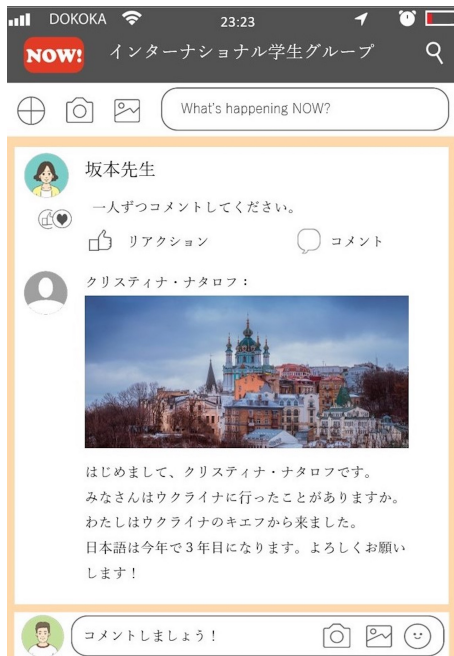 DOKOKA 23:23
NOW! インターナショナル学生グループ
What's happening NOW?
坂本先生
一人ずつコメントしてください。
リアクション コメント
クリスティナ・ナタロフ：
はじめまして、クリスティナ・ナタロフです。
みなさんはウクライナに行ったことがありますか。
わたしはウクライナのキエフから来ました。
日本語は今年で３年目になります。よろしくお願い
します！
コメントしましょう！